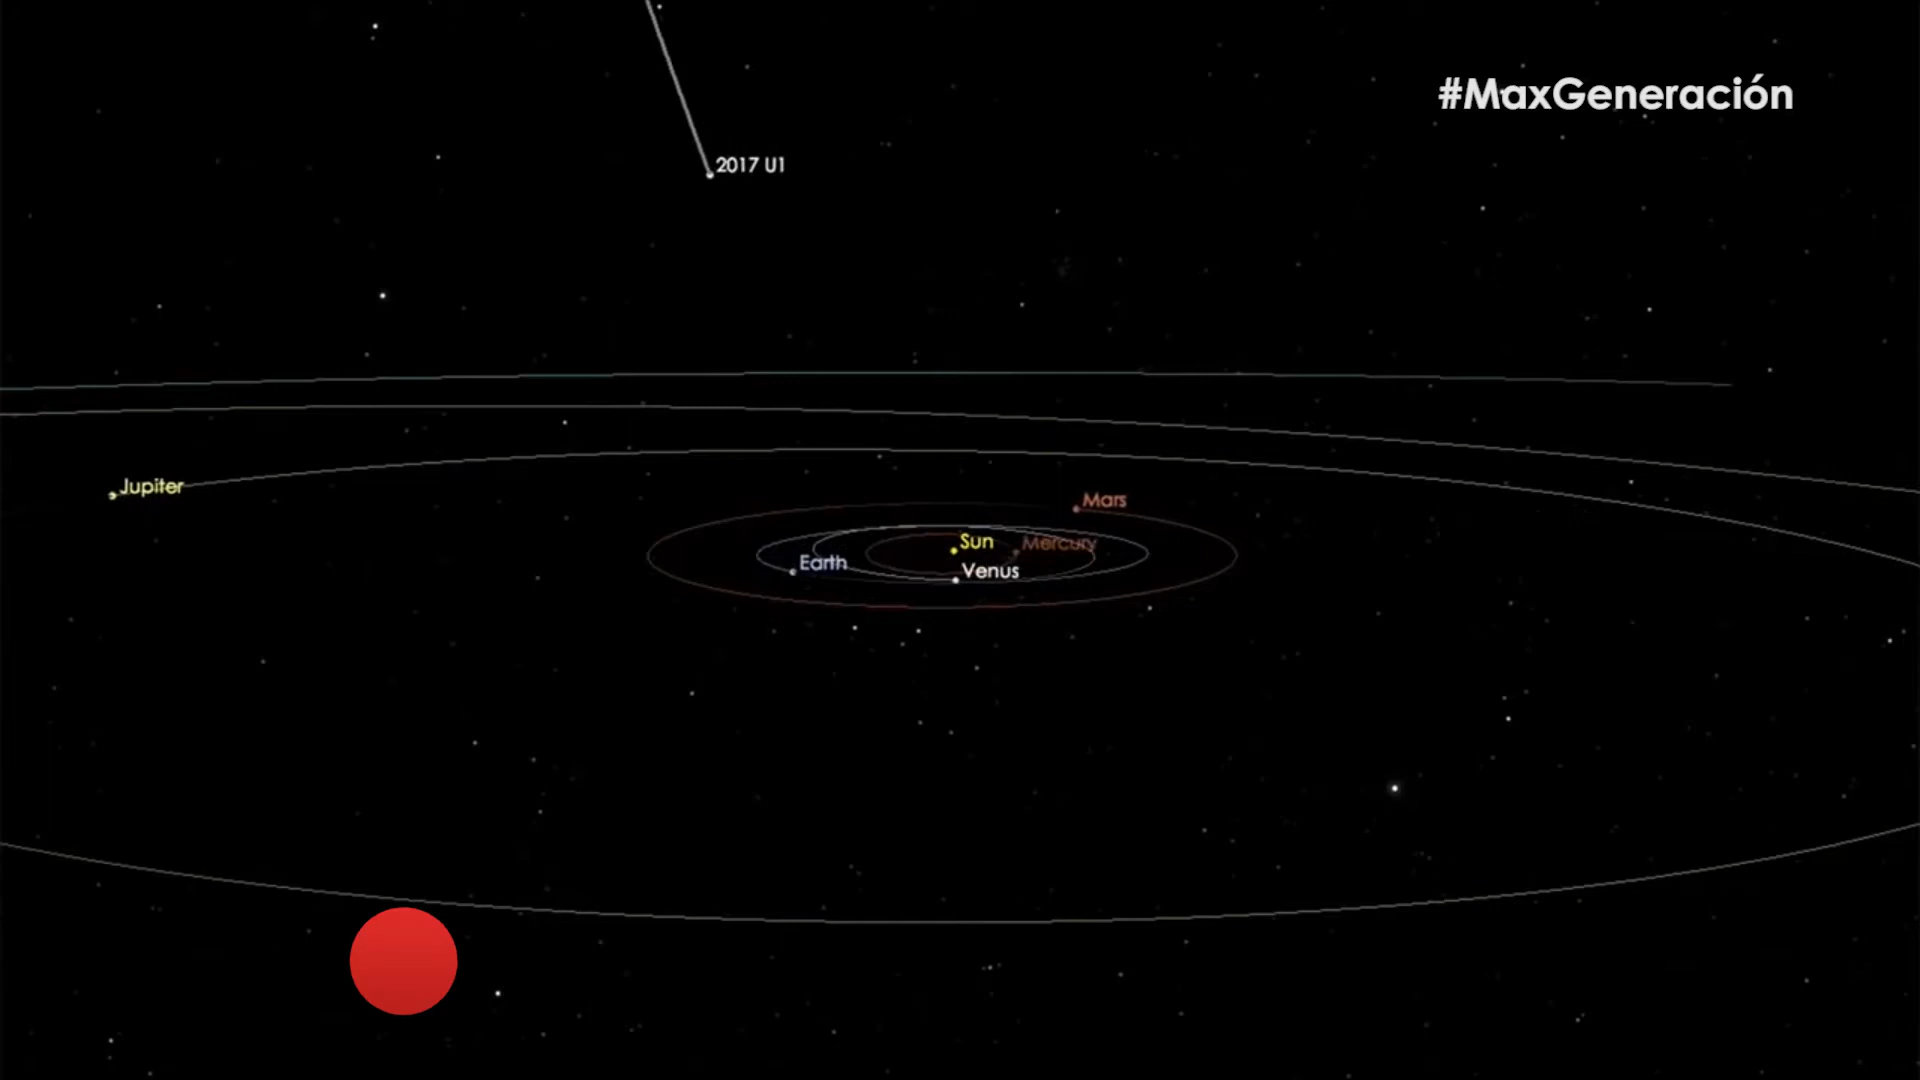 #MaxGeneración
2017 U1
Jupiter
Mars
Sun
Mercury
Earth
Venus